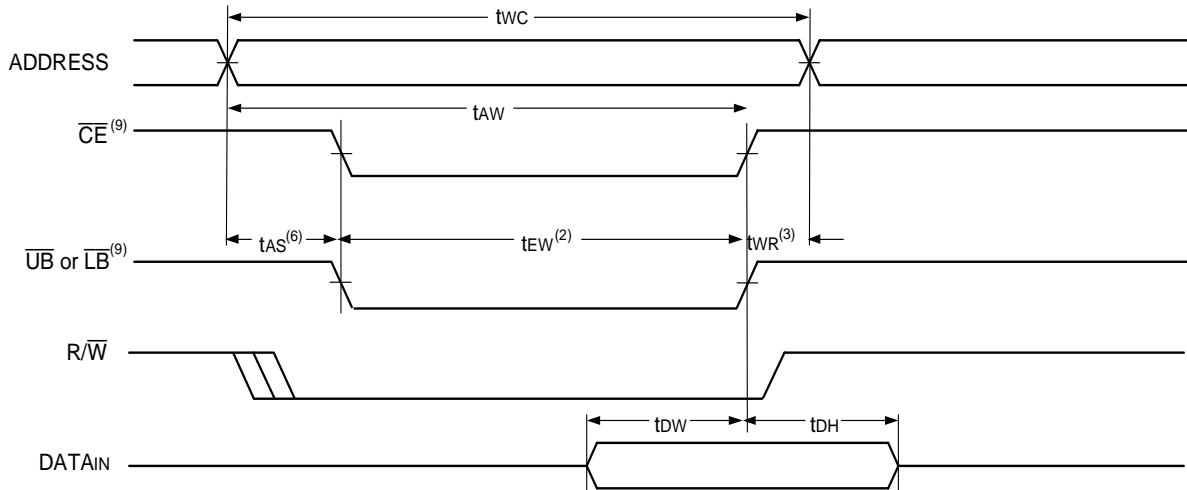 tWC
ADDRESS
tAW
CE(9)
tAS(6) tEW(2) tWR(3)
UB or LB(9)
R/W
tDW tDH
DATAIN